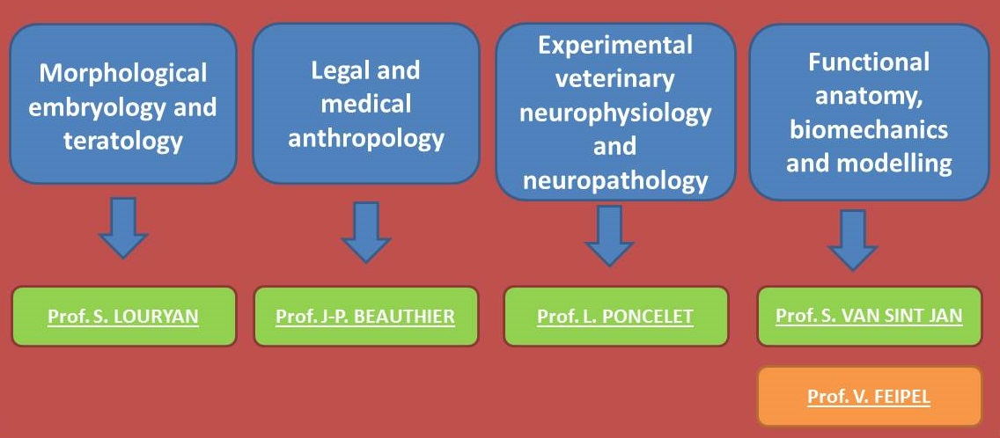 Morphological
embryology and
teratology
Legal and
medical
anthropology
Experimental
veterinary
neurophysiology
and
neuropathology
Functional
anatomy,
biomechanics
and modelling
Prof. S. LOURYAN
Prof. J-P. BEAUTHIER
Prof. L. PONCELET
Prof. S. VAN SINT JAN
Prof. V. FEIPEL